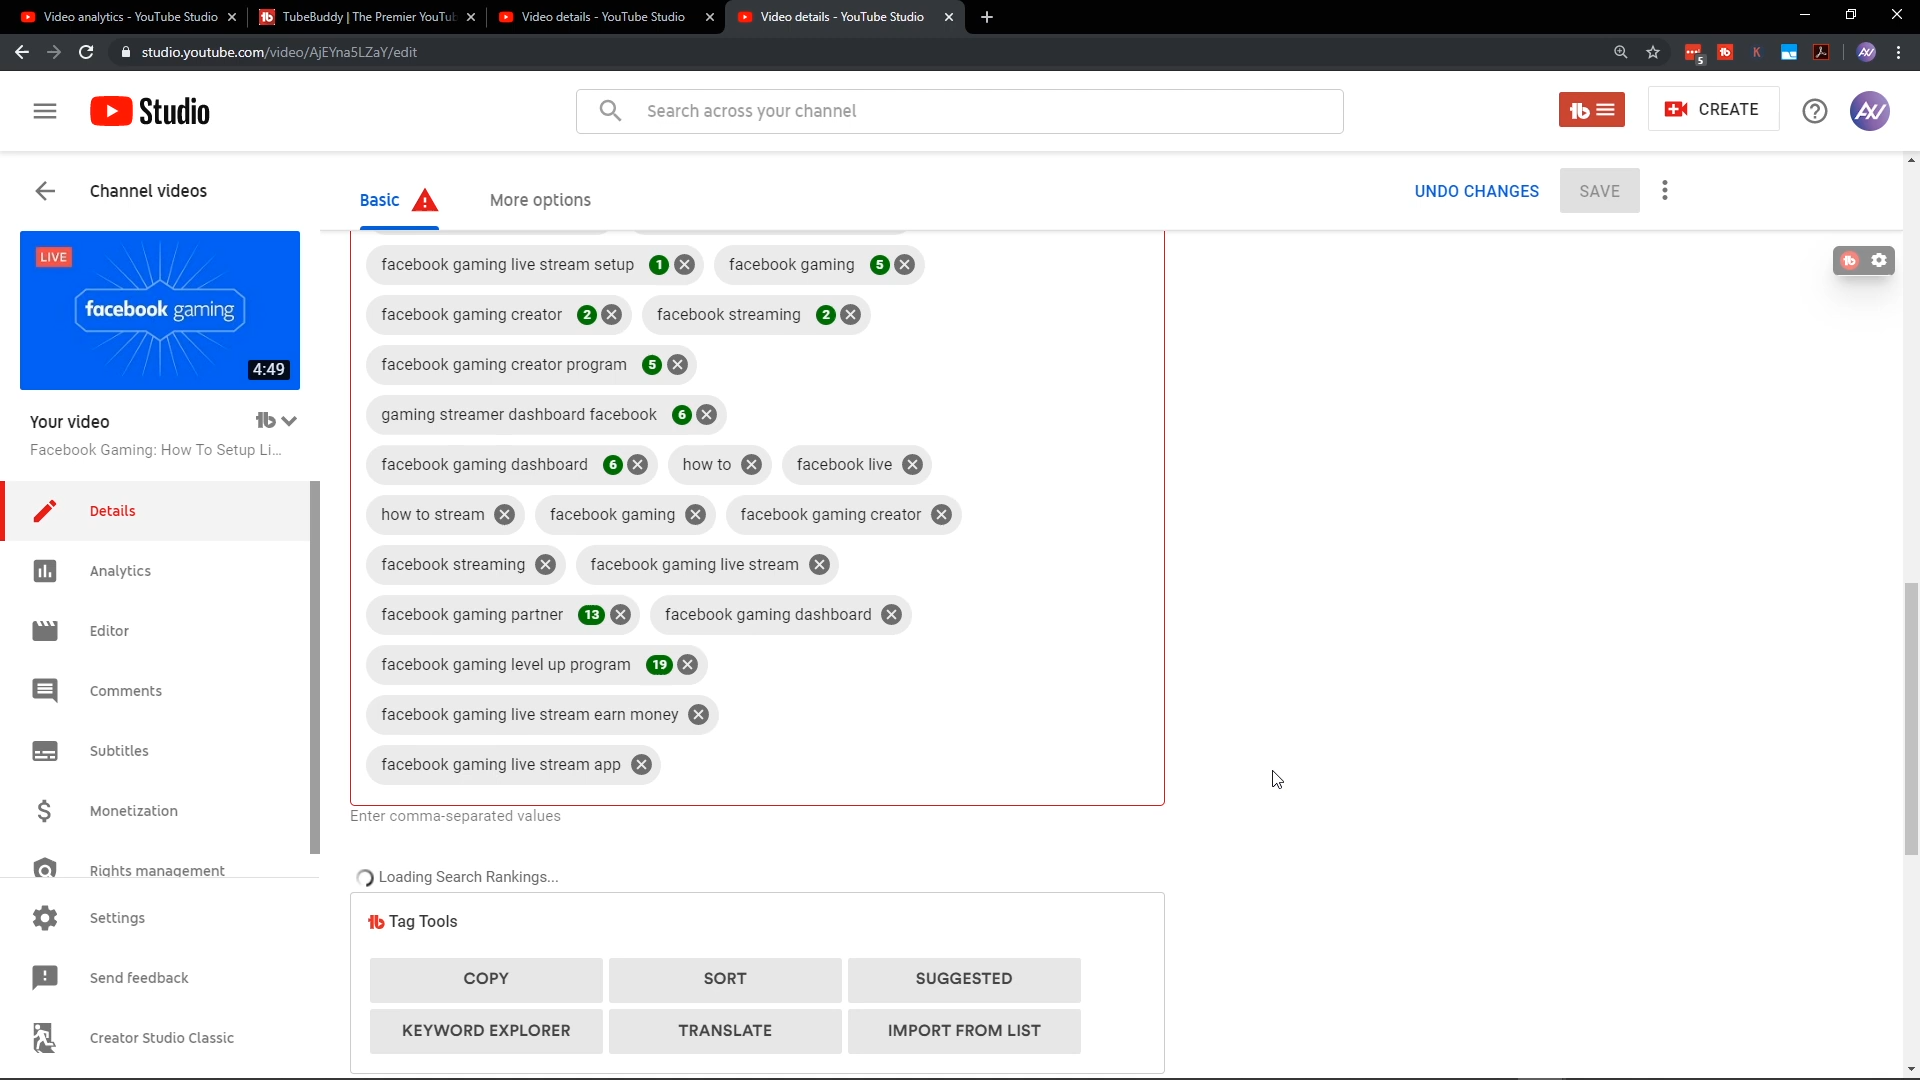 Video analytics - YouTube Studio
TubeBuddy | The Premier YouTu
Video details - YouTube Studio
Video details - YouTube Studio
studio.youtube.com/video/AjEYna5LZaY/edit
5
Studio
Search across your channel
CREATE
Channel videos
Basic
More options
UNDO CHANGES
SAVE
LIVE
facebook gaming
4:49
Your video
Facebook Gaming: How To Setup Li...
Details
Analytics
Editor
Comments
Subtitles
Monetization
Rights management
Settings
Send feedback
Creator Studio Classic
facebook gaming live stream setup 1 facebook gaming 5
facebook gaming creator 2 facebook streaming 2
facebook gaming creator program 5
gaming streamer dashboard facebook 6
facebook gaming dashboard 6 how to facebook live
how to stream facebook gaming facebook gaming creator
facebook streaming facebook gaming live stream
facebook gaming partner 13 facebook gaming dashboard
facebook gaming level up program 19
facebook gaming live stream earn money
facebook gaming live stream app
Enter comma-separated values
Loading Search Rankings...
Tag Tools
COPY SORT SUGGESTED
KEYWORD EXPLORER TRANSLATE IMPORT FROM LIST